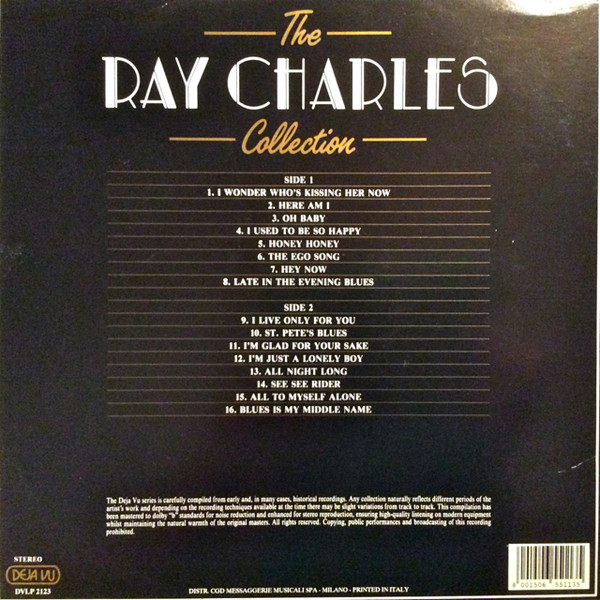 The
RAY CHARLES
Collection
SIDE 1
1. I WONDER WHO'S KISSING HER NOW
2. HERE AM I
3. OH BABY
4. I USED TO BE SO HAPPY
5. HONEY HONEY
6. THE EGO SONG
7. HEY NOW
8. LATE IN THE EVENING BLUES
SIDE 2
9. I LIVE ONLY FOR YOU
10. ST. PETE'S BLUES
11. I'M GLAD FOR YOUR SAKE
12. I'M JUST A LONELY BOY
13. ALL NIGHT LONG
14. SEE SEE RIDER
15. ALL TO MYSELF ALONE
16. BLUES IS MY MIDDLE NAME
The Deja Vu series is carefully compiled from early and, in many cases, historical recordings. Any collection naturally reflects different periods of the
artist's work and depending on the recording techniques available at the time there may be slight variations from track to track. This compilation has
been mastered to dolby "b" standards for noise reduction and enhanced for stereo reproduction, ensuring high-quality listening on modern equipment
whilst maintaining the natural warmth of the original masters. All rights reserved. Copying, public performances and broadcasting of this recording
prohibited.
STEREO
DEJA VU
DVLP 2123
DISTR. CGD MESSAGGERIE MUSICALI SPA - MILANO - PRINTED IN ITALY
8 001506 551135